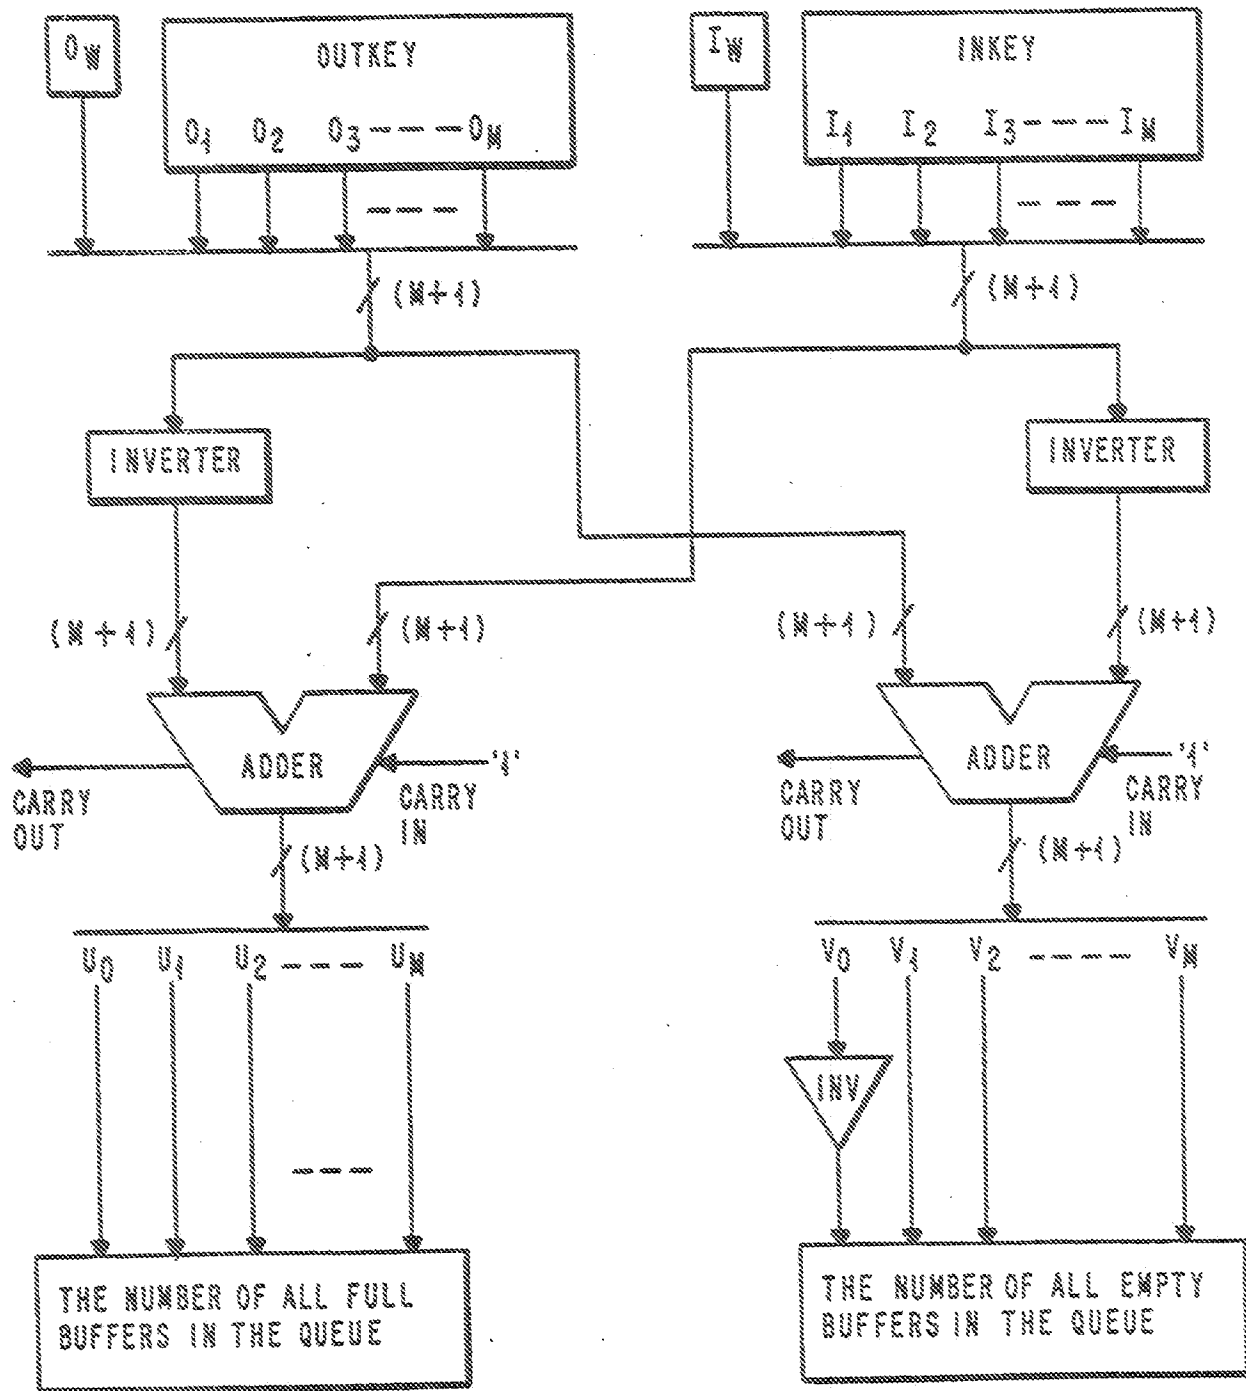 O_W
OUTKEY
O_1 O_2 O_3 ---- O_M
I_W
INKEY
I_1 I_2 I_3 ---- I_M
(M+1)
(M+1)
INVERTER
INVERTER
(M+1)
(M+1)
(M+1)
(M+1)
ADDER
'1'
CARRY
OUT
CARRY
IN
ADDER
'1'
CARRY
OUT
CARRY
IN
(M+1)
(M+1)
U_0 U_1 U_2 ---- U_M
V_0 V_1 V_2 ---- V_M
INV
THE NUMBER OF ALL FULL
BUFFERS IN THE QUEUE
THE NUMBER OF ALL EMPTY
BUFFERS IN THE QUEUE